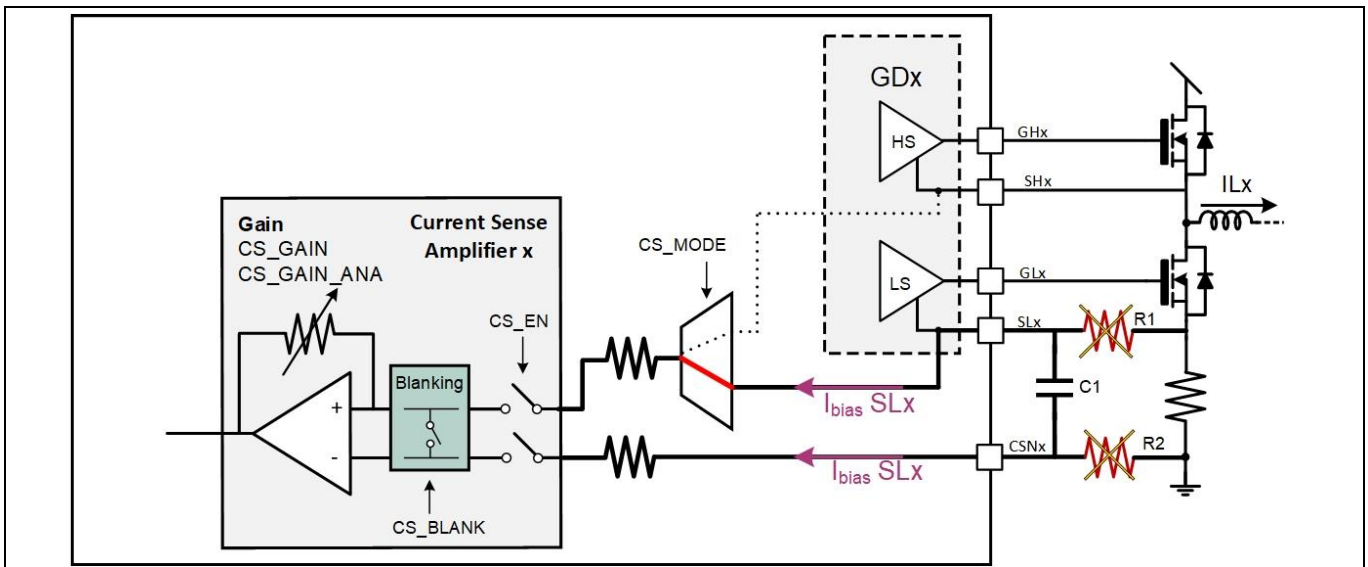 GDx
HS
GHx
SHx
ILx
Gain
CS_GAIN
CS_GAIN_ANA
Current Sense
Amplifier x
CS_MODE
LS
GLx
CS_EN
SLx
R1
Blanking
+
-
C1
Ibias SLx
Ibias SLx
CSNx
R2
CS_BLANK